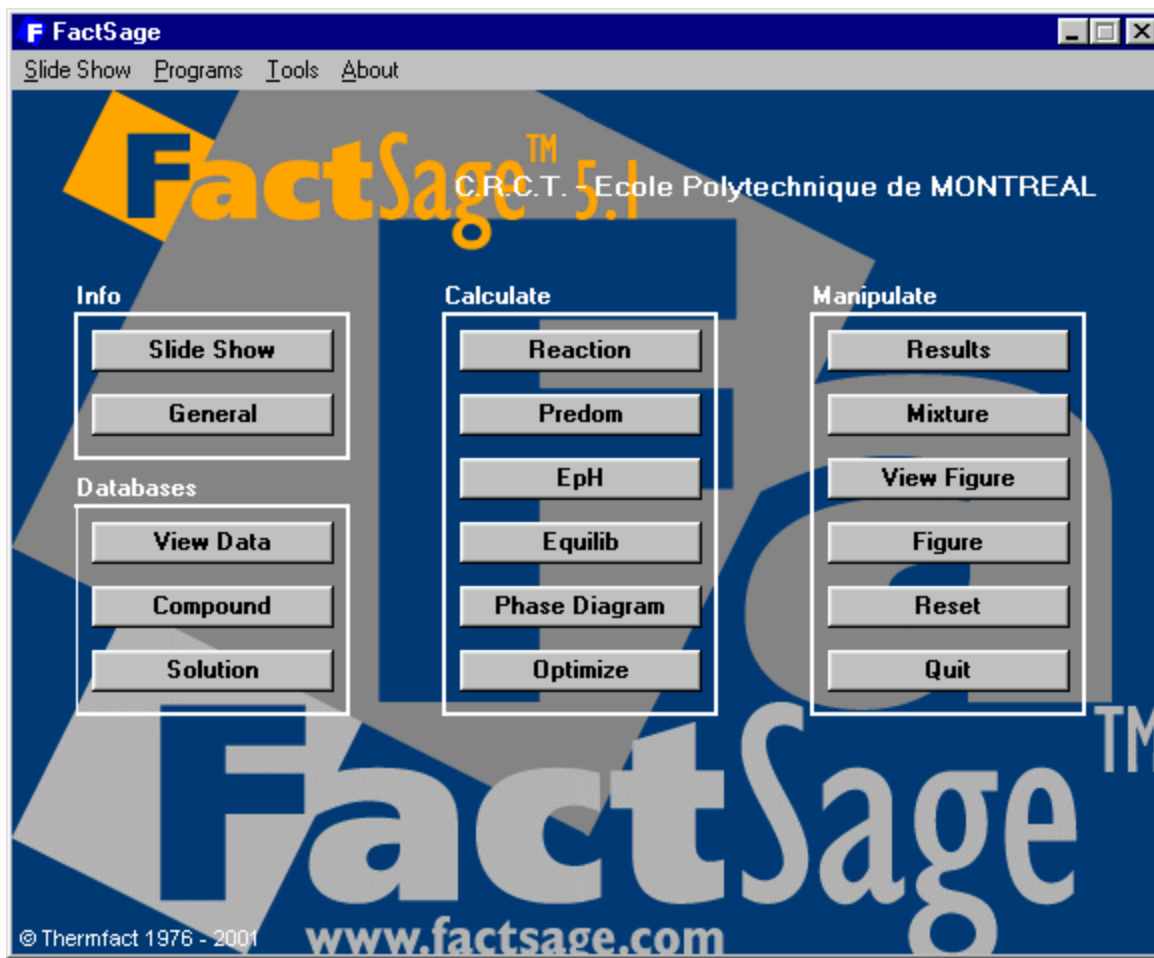 FactSage
Slide Show Programs Tools About
FactSage™ 5.1
C.R.C.T. - Ecole Polytechnique de MONTREAL
Info
Slide Show
General
Databases
View Data
Compound
Solution
Calculate
Reaction
Predom
EpH
Equilib
Phase Diagram
Optimize
Manipulate
Results
Mixture
View Figure
Figure
Reset
Quit
Fa
FactSage™
© Thermfact 1976 - 2001
www.factsage.com